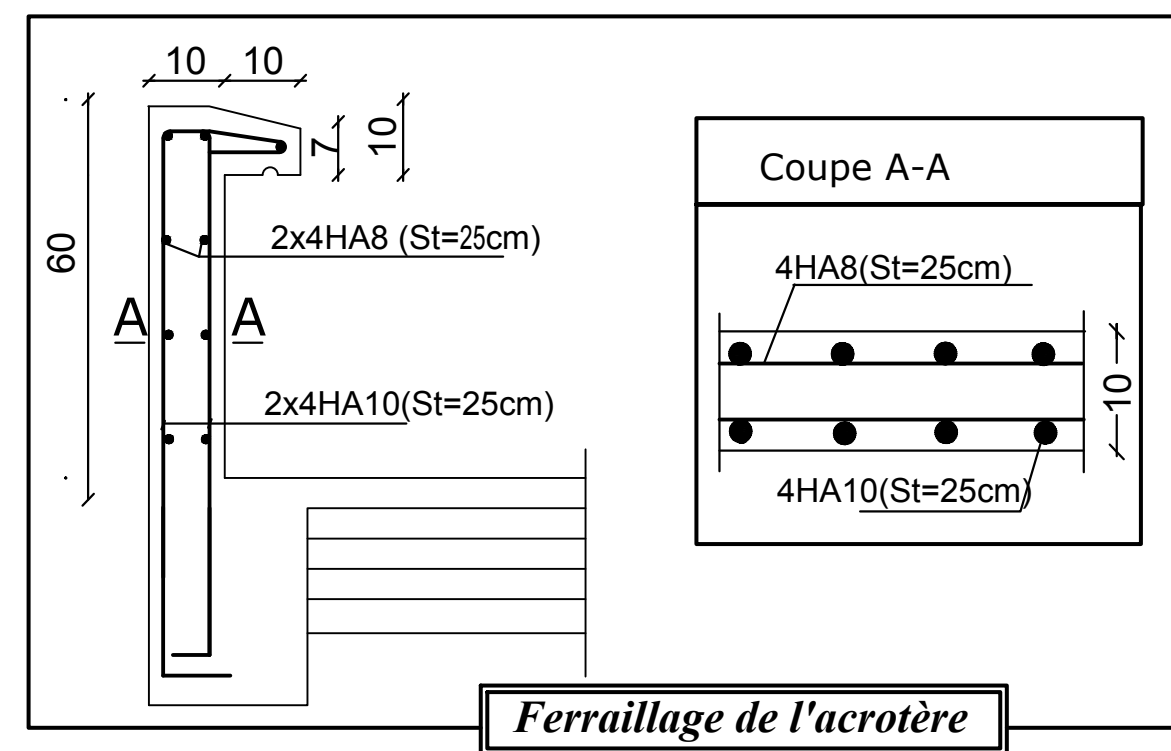 10 10
7
10
60
2x4HA8 (St=25cm)
A A
2x4HA10(St=25cm)
Coupe A-A
4HA8(St=25cm)
10
4HA10(St=25cm)
Ferraillage de l'acrotère